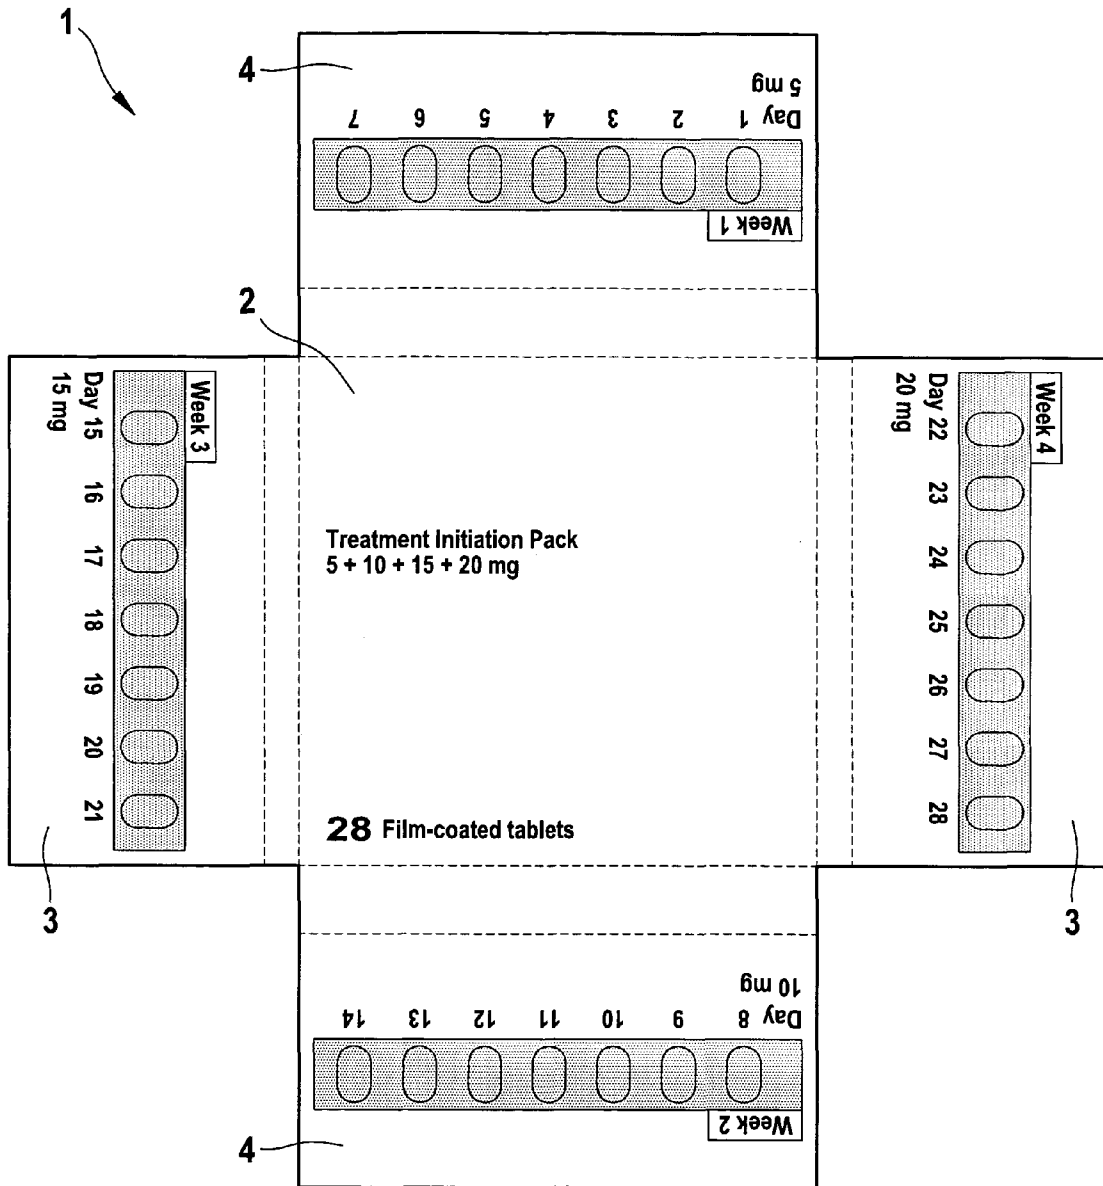 1
4
5 mg
Day 1 2 3 4 5 6 7
Week 1
2
Week 3
Day 15 16 17 18 19 20 21
15 mg
3
Treatment Initiation Pack
5 + 10 + 15 + 20 mg
28 Film-coated tablets
Week 4
Day 22 23 24 25 26 27 28
20 mg
3
10 mg
Day 8 9 10 11 12 13 14
Week 2
4